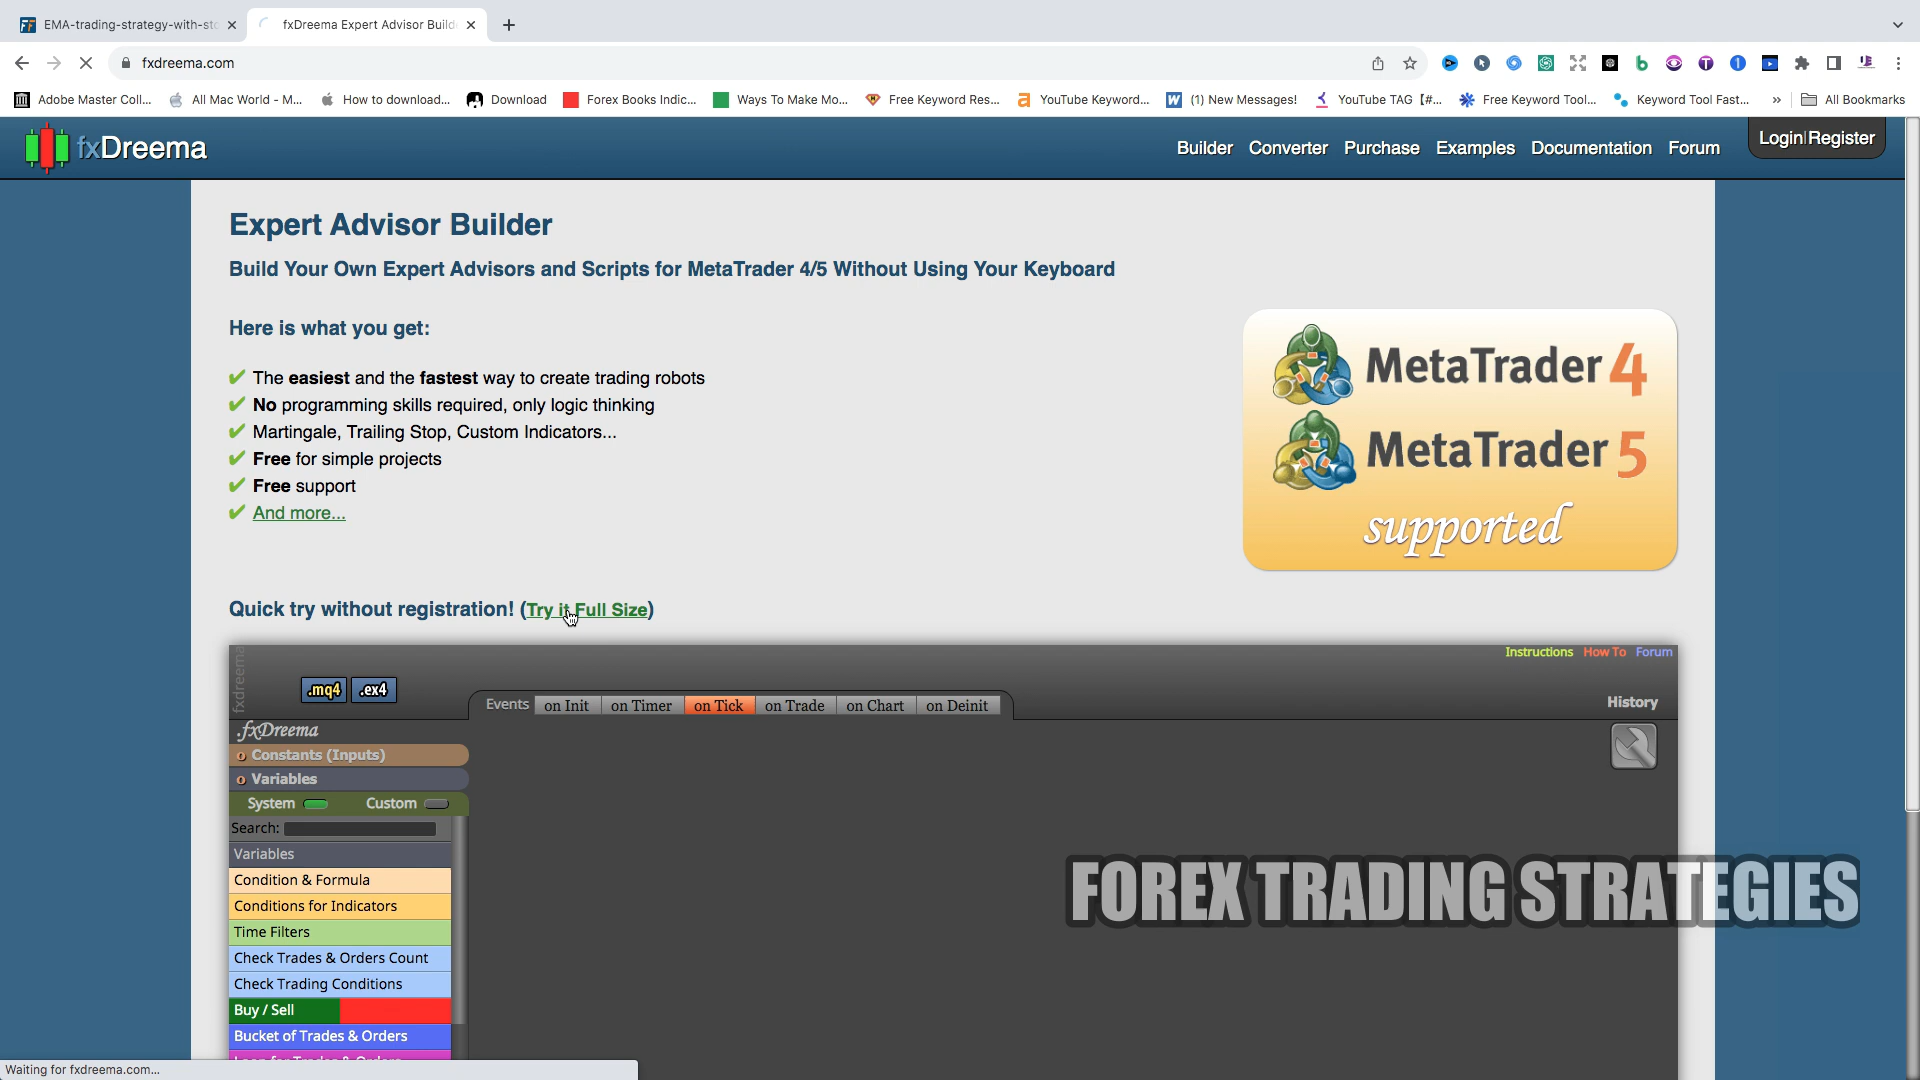 EMA-trading-strategy-with-sto
fxDreema Expert Advisor Builde
fxdreema.com
Adobe Master Coll...
All Mac World - M...
How to download...
Download
Forex Books Indic...
Ways To Make Mo...
Free Keyword Res...
YouTube Keyword...
(1) New Messages!
YouTube TAG [#...
Free Keyword Tool...
Keyword Tool Fast...
»
All Bookmarks
fxDreema
Builder
Converter
Purchase
Examples
Documentation
Forum
Login|Register
Expert Advisor Builder
Build Your Own Expert Advisors and Scripts for MetaTrader 4/5 Without Using Your Keyboard
Here is what you get:
The easiest and the fastest way to create trading robots
No programming skills required, only logic thinking
Martingale, Trailing Stop, Custom Indicators...
Free for simple projects
Free support
And more...
MetaTrader 4
MetaTrader 5
supported
Quick try without registration! (Try it Full Size)
Instructions How To Forum
fxdreema
.mq4 .ex4
Events on Init on Timer on Tick on Trade on Chart on Deinit
History
.fxDreema
0 Constants (Inputs)
0 Variables
System Custom
Search:
Variables
Condition & Formula
Conditions for Indicators
Time Filters
Check Trades & Orders Count
Check Trading Conditions
Buy / Sell
Bucket of Trades & Orders
FOREX TRADING STRATEGIES
Waiting for fxdreema.com...